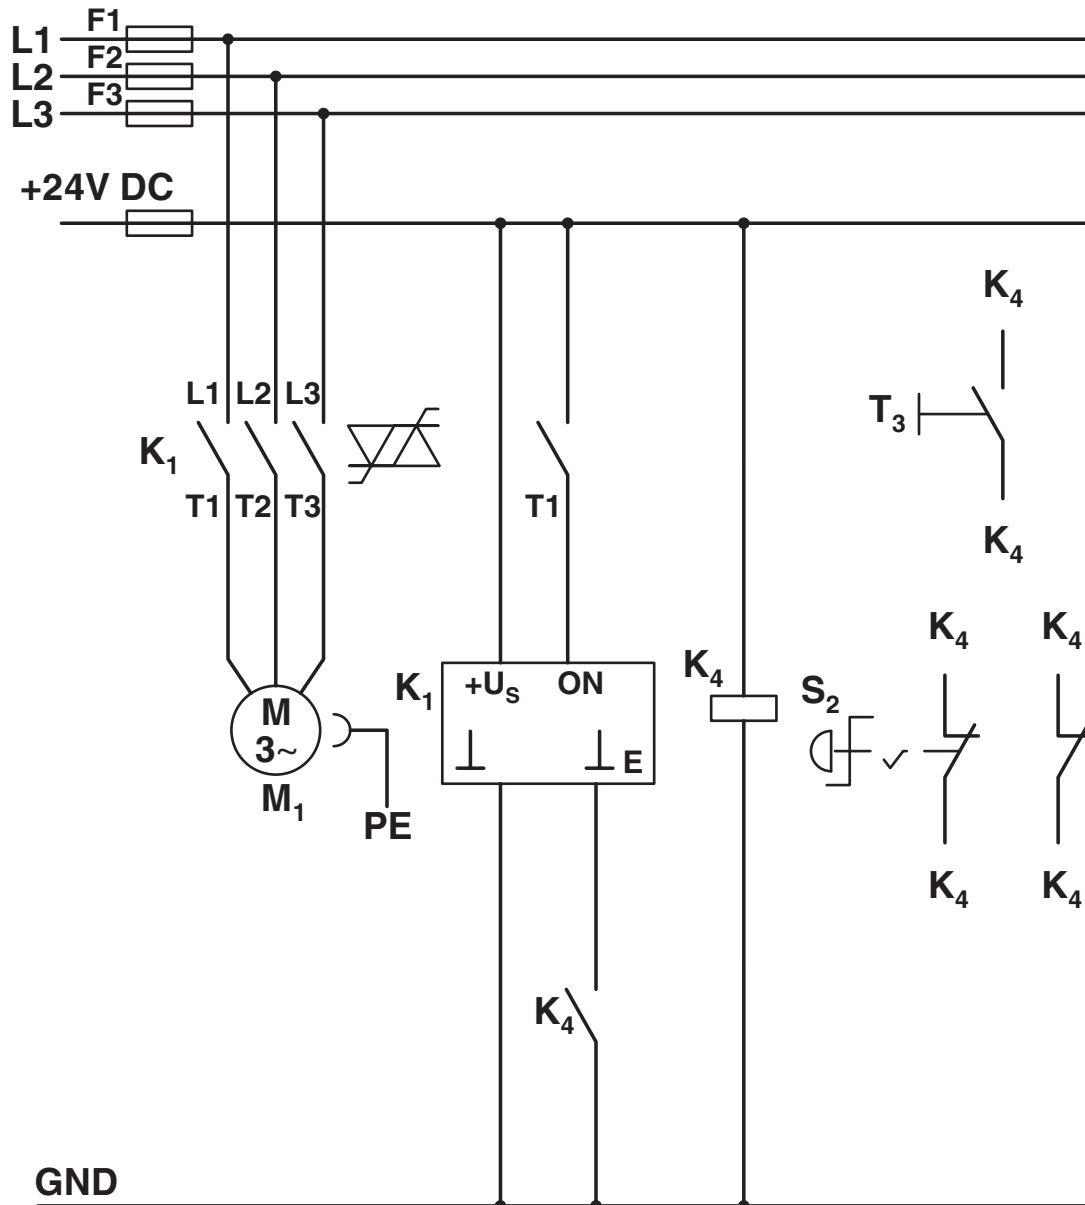 L1 F1
L2 F2
L3 F3
+24V DC
K₄
L1 L2 L3
T₃
K₁
T1 T2 T3
T1
K₄
K₄ K₄
K₁ +Uₛ ON
K₄
S₂
M
3~
E
M₁
PE
K₄ K₄
K₄
GND